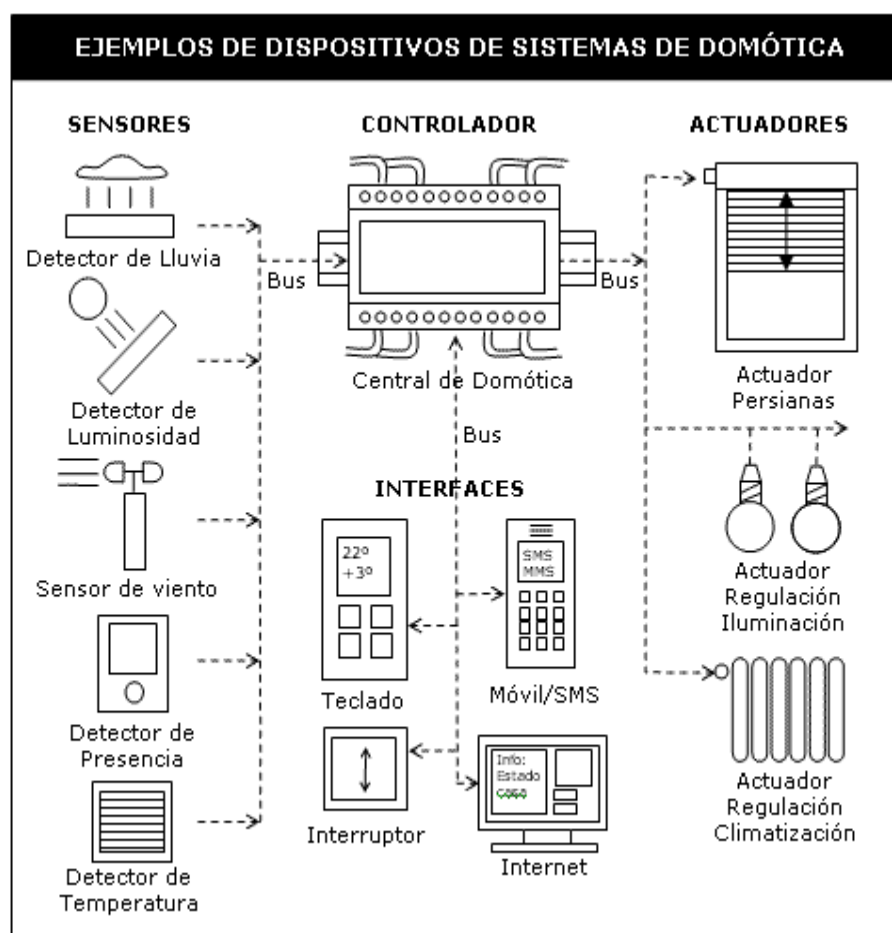 EJEMPLOS DE DISPOSITIVOS DE SISTEMAS DE DOMÓTICA
SENSORES
Detector de Lluvia
Detector de
Luminosidad
Sensor de viento
Detector de
Presencia
Detector de
Temperatura
CONTROLADOR
Bus
Bus
Central de Domótica
Bus
INTERFACES
22º
+3º
Teclado
SMS
MMS
Móvil/SMS
Interruptor
Info:
Estado
casa
Internet
ACTUADORES
Actuador
Persianas
Actuador
Regulación
Iluminación
Actuador
Regulación
Climatización